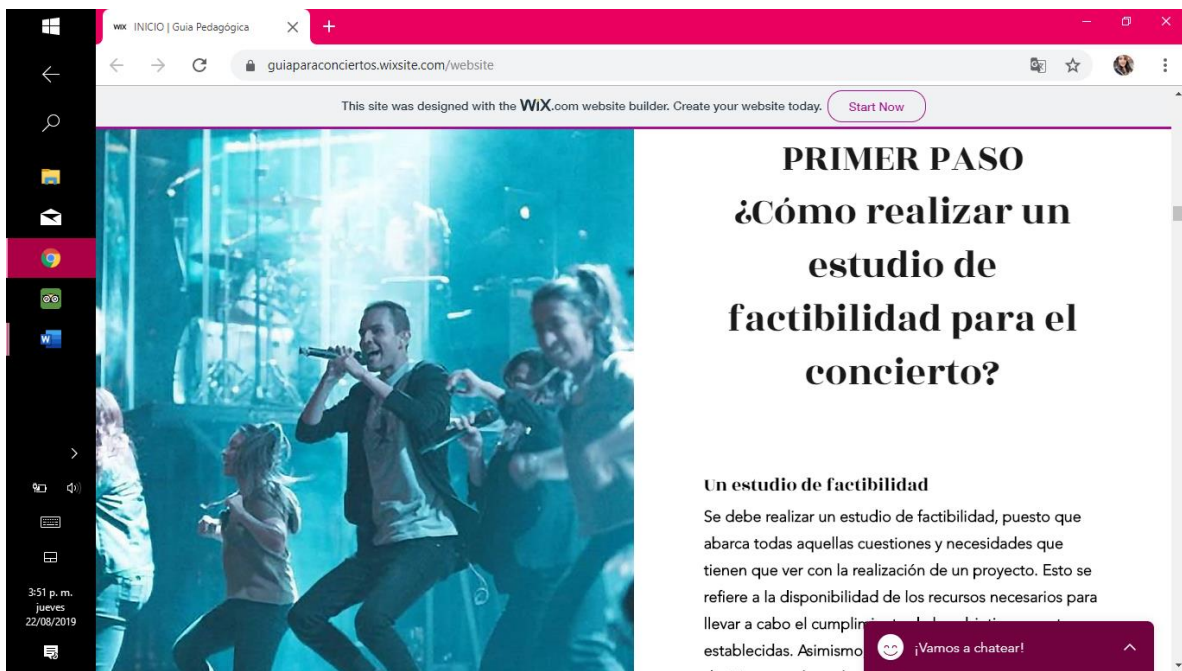 WiX INICIO | Guia Pedagógica
guiaparaconciertos.wixsite.com/website
This site was designed with the WiX.com website builder. Create your website today. Start Now
PRIMER PASO
¿Cómo realizar un
estudio de
factibilidad para el
concierto?
Un estudio de factibilidad
Se debe realizar un estudio de factibilidad, puesto que
abarca todas aquellas cuestiones y necesidades que
tienen que ver con la realización de un proyecto. Esto se
refiere a la disponibilidad de los recursos necesarios para
llevar a cabo el
establecidas. Asimismo
¡Vamos a chatear!
3:51 p. m.
jueves
22/08/2019